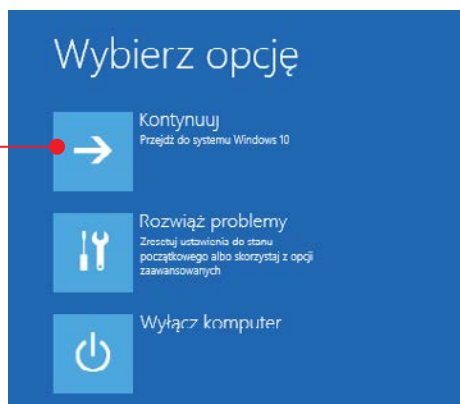 Wybierz opcję
Kontynuuj
Przejdź do systemu Windows 10
Rozwiąż problemy
Zresetuj ustawienia do stanu
początkowego albo skorzystaj z opcji
zaawansowanych
Wyłącz komputer